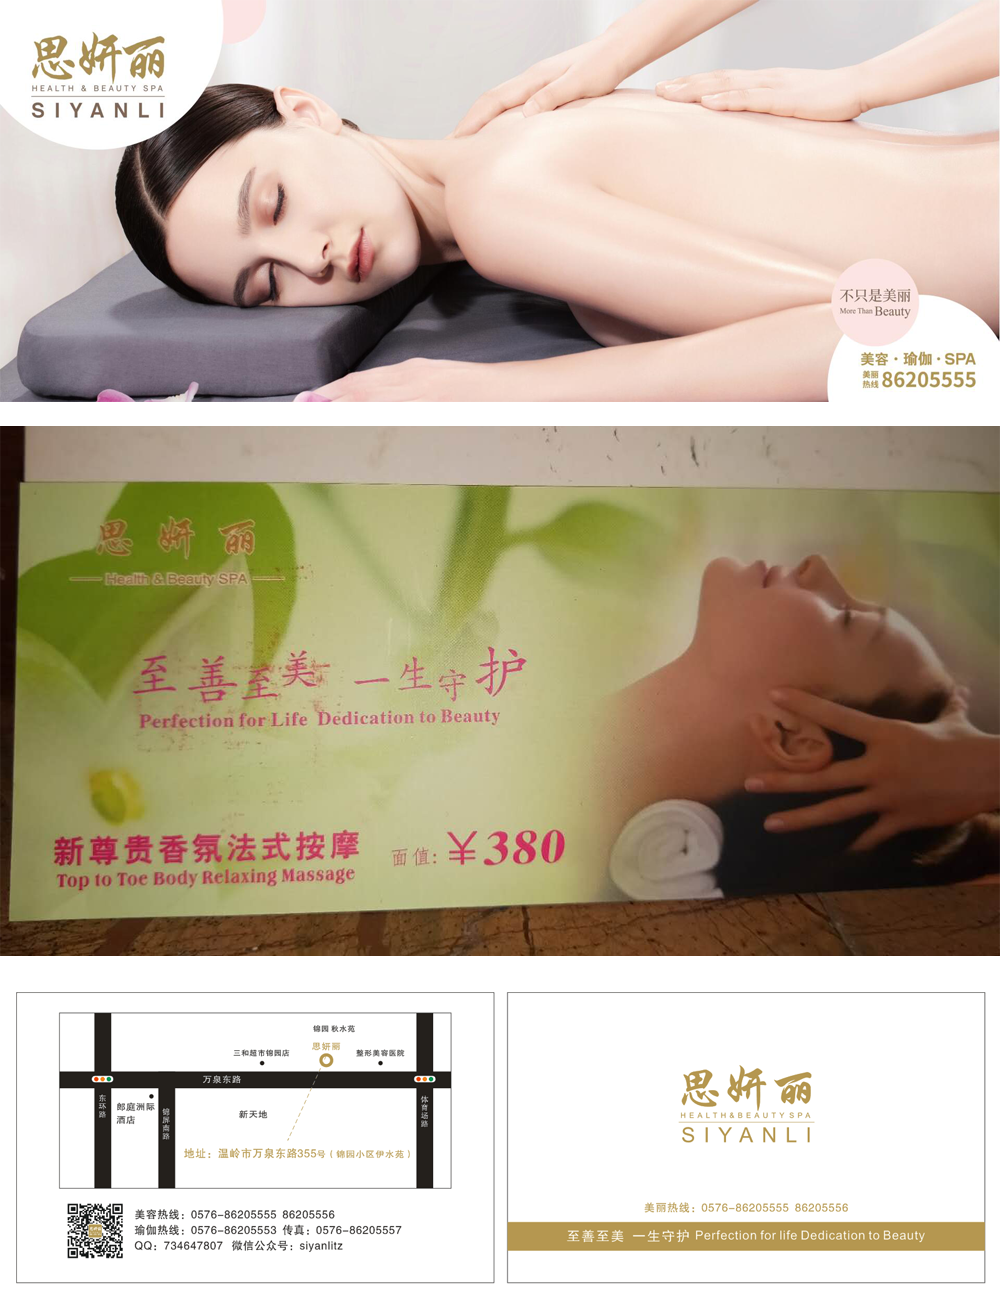 思妍丽
HEALTH & BEAUTY SPA
SIYANLI
不只是美丽
More Than Beauty
美容·瑜伽·SPA
美丽热线 86205555
思妍丽
Health & Beauty SPA
至善至美 一生守护
Perfection for Life Dedication to Beauty
新尊贵香氛法式按摩
面值:￥380
Top to Toe Body Relaxing Massage
锦园 秋水苑
思妍丽
三和超市锦园店
整形美容医院
万泉东路
东环路
郎庭洲际酒店
锦屏南路
新天地
体育场路
地址：温岭市万泉东路355号（锦园小区伊水苑）
美容热线：0576-86205555 86205556
瑜伽热线：0576-86205553 传真：0576-86205557
QQ：734647807 微信公众号：siyanlitz
思妍丽
HEALTH&BEAUTY SPA
SIYANLI
美丽热线：0576-86205555 86205556
至善至美 一生守护 Perfection for life Dedication to Beauty